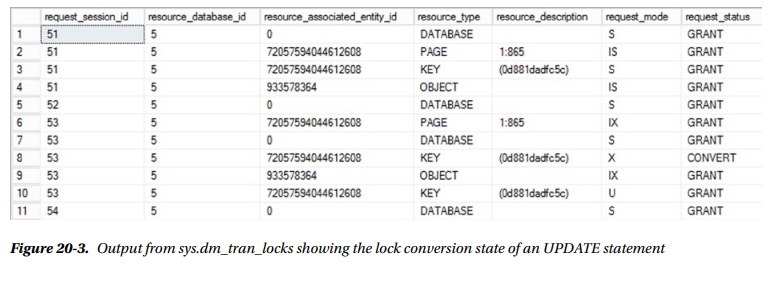 request_session_id resource_database_id resource_associated_entity_id resource_type resource_description request_mode request_status
1 51 5 0 DATABASE S GRANT
2 51 5 72057594044612608 PAGE 1:865 IS GRANT
3 51 5 72057594044612608 KEY (0d881dadfc5c) S GRANT
4 51 5 933578364 OBJECT IS GRANT
5 52 5 0 DATABASE S GRANT
6 53 5 72057594044612608 PAGE 1:865 IX GRANT
7 53 5 0 DATABASE S GRANT
8 53 5 72057594044612608 KEY (0d881dadfc5c) X CONVERT
9 53 5 933578364 OBJECT IX GRANT
10 53 5 72057594044612608 KEY (0d881dadfc5c) U GRANT
11 54 5 0 DATABASE S GRANT
Figure 20-3. Output from sys.dm_tran_locks showing the lock conversion state of an UPDATE statement